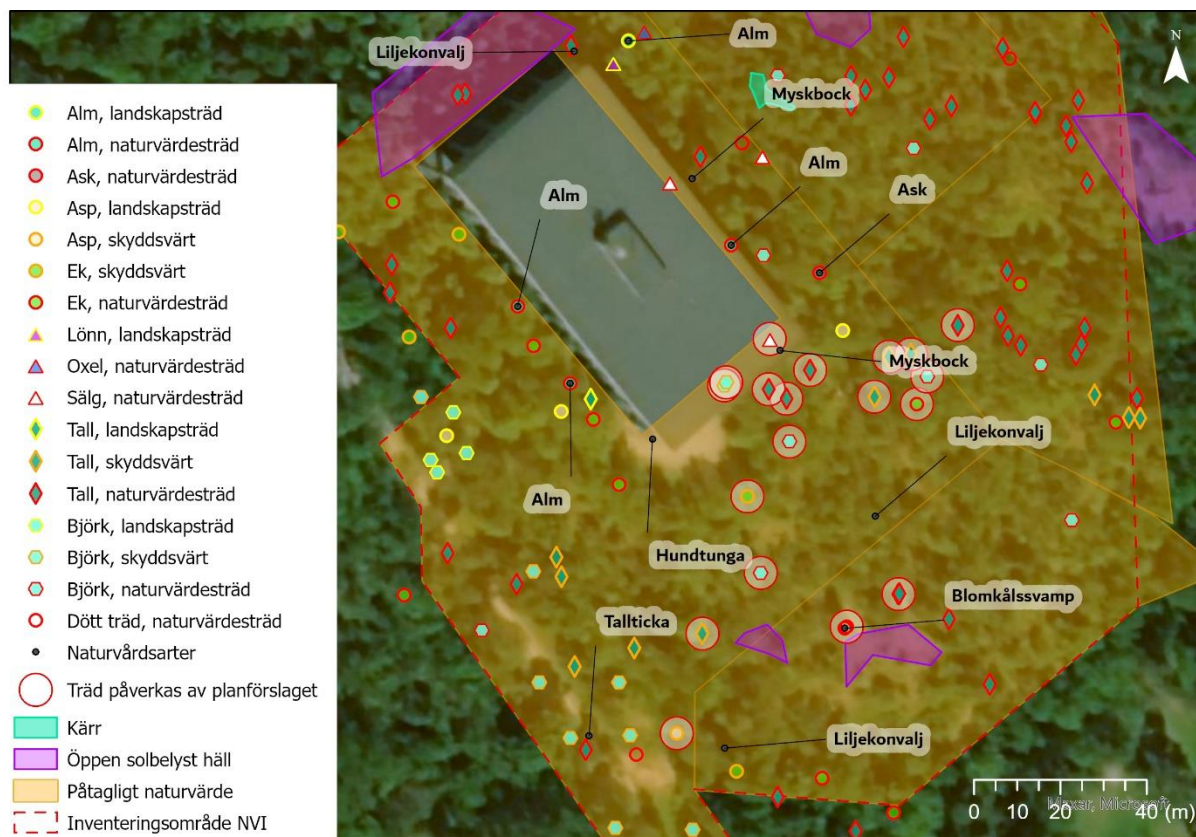 Alm, landskapsträd
Alm, naturvärdesträd
Ask, naturvärdesträd
Asp, landskapsträd
Asp, skyddsvärt
Ek, skyddsvärt
Ek, naturvärdesträd
Lönn, landskapsträd
Oxel, naturvärdesträd
Sälg, naturvärdesträd
Tall, landskapsträd
Tall, skyddsvärt
Tall, naturvärdesträd
Björk, landskapsträd
Björk, skyddsvärt
Björk, naturvärdesträd
Dött träd, naturvärdesträd
Naturvårdsarter
Träd påverkas av planförslaget
Kärr
Öppen solbelyst häll
Påtagligt naturvärde
Inventeringsområde NVI
N
Alm
Liljekonvalj
Myskbock
Alm
Alm
Ask
Myskbock
Liljekonvalj
Alm
Hundtunga
Blomkålssvamp
Tallticka
Liljekonvalj
0 10 20 40 (m)
Maxar, Microsoft